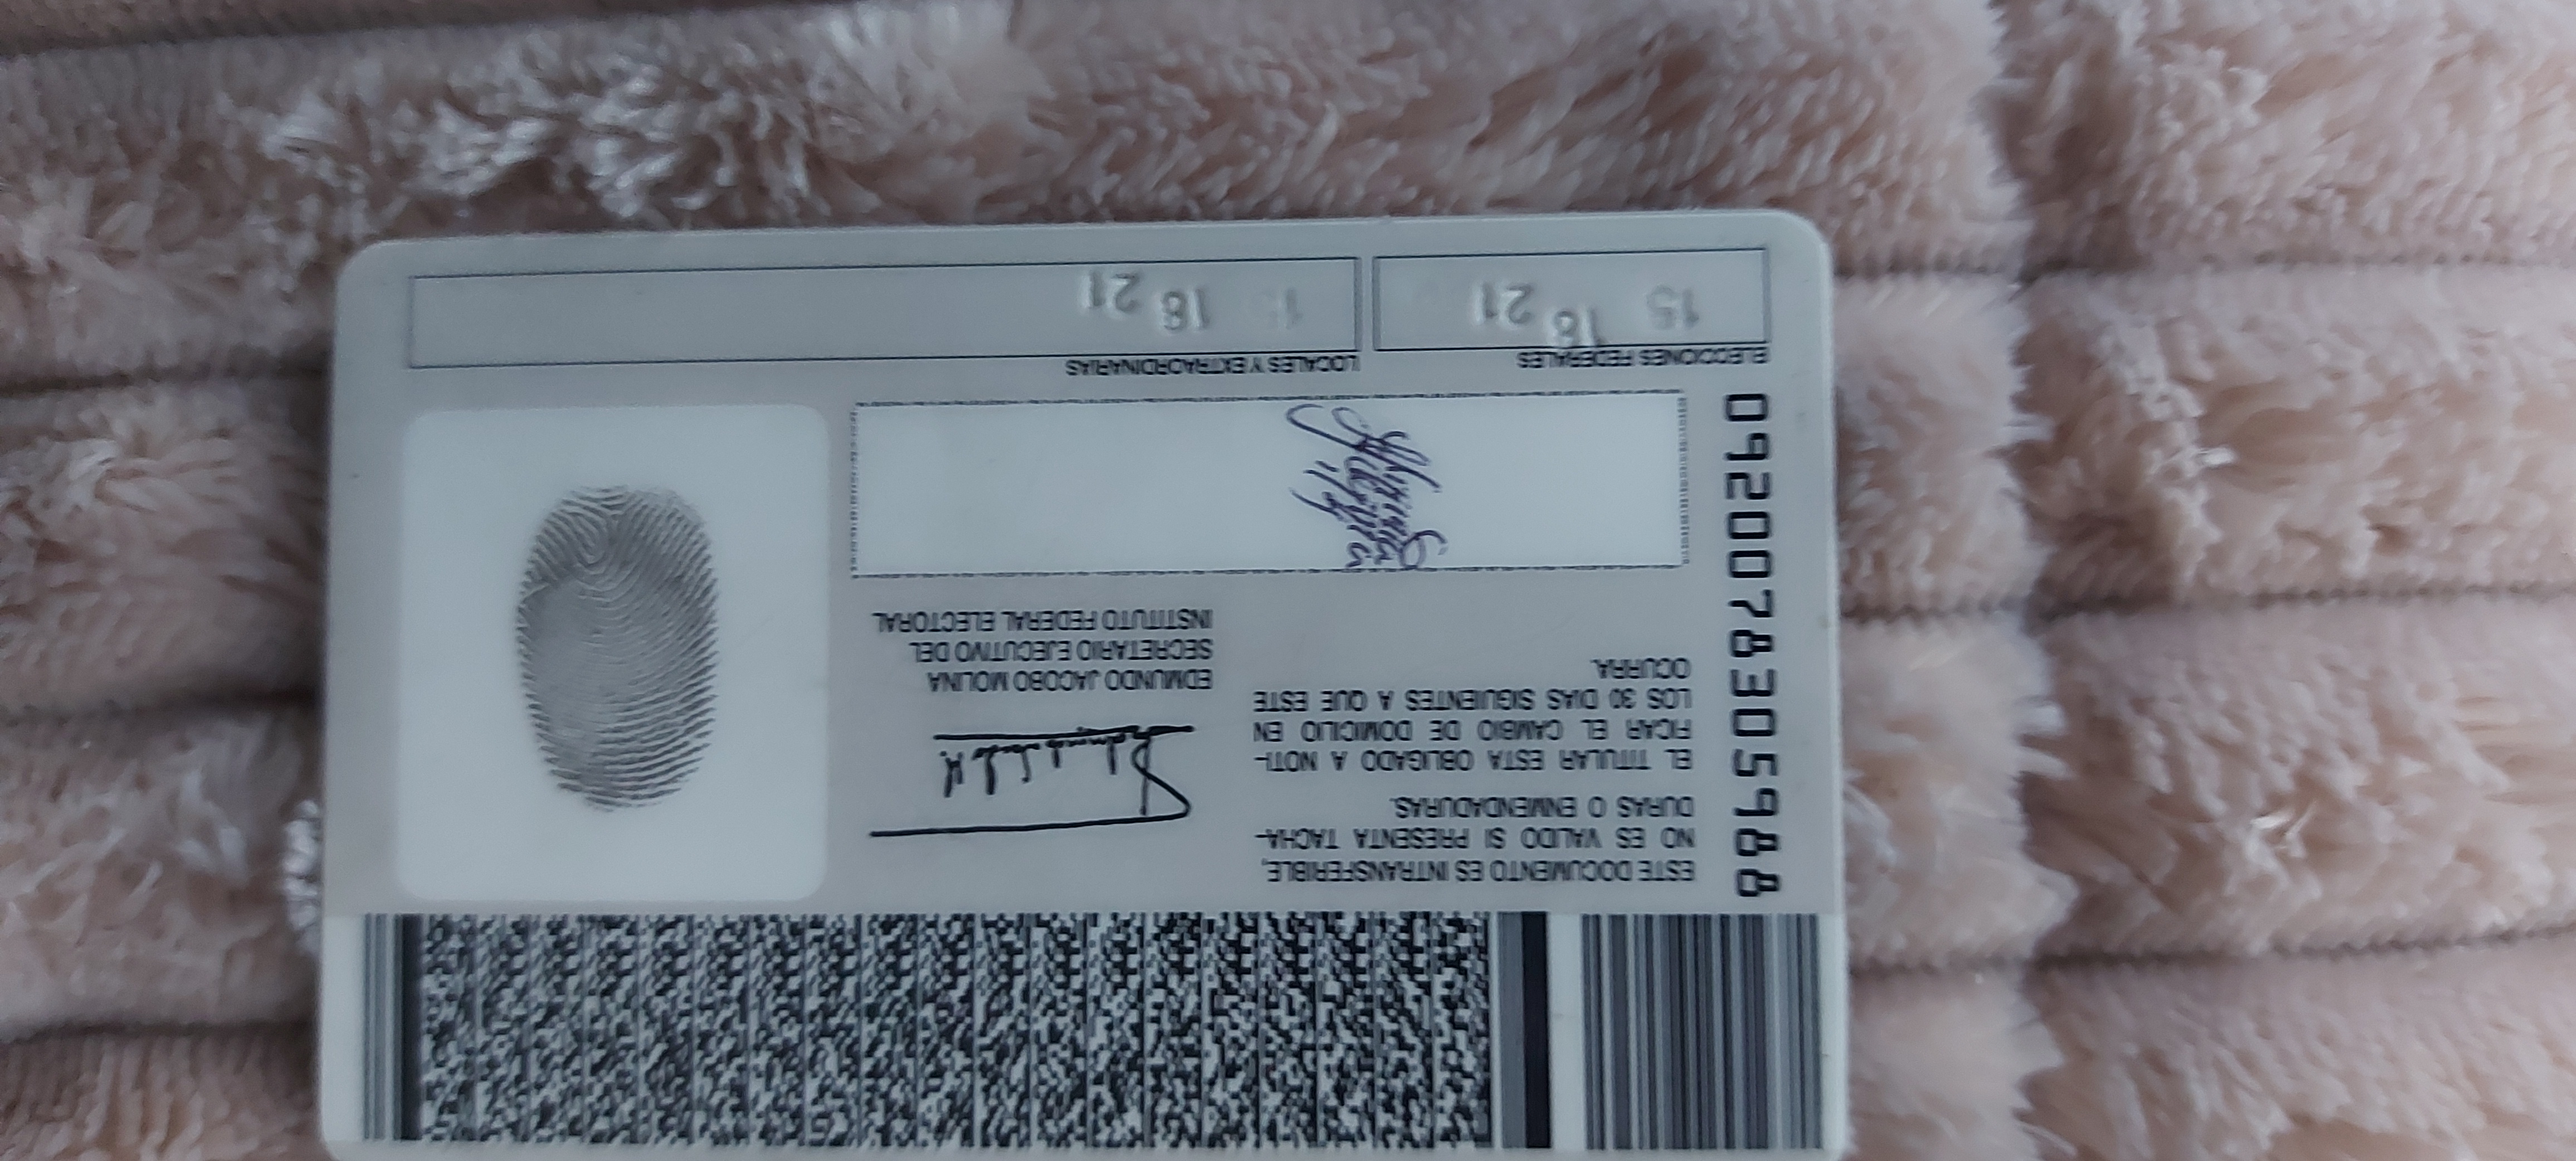 0920078305988
ESTE DOCUMENTO ES INTRANSFERIBLE,
NO ES VALIDO SI PRESENTA TACHA-
DURAS O ENMENDADURAS.
EL TITULAR ESTA OBLIGADO A NOTI-
FICAR EL CAMBIO DE DOMICILIO EN
LOS 30 DIAS SIGUIENTES A QUE ESTE
OCURRA.
EDMUNDO JACOBO MOLINA
SECRETARIO EJECUTIVO DEL
INSTITUTO FEDERAL ELECTORAL
ELECCIONES FEDERALES
15 18 21
LOCALES Y EXTRAORDINARIAS
15 18 21